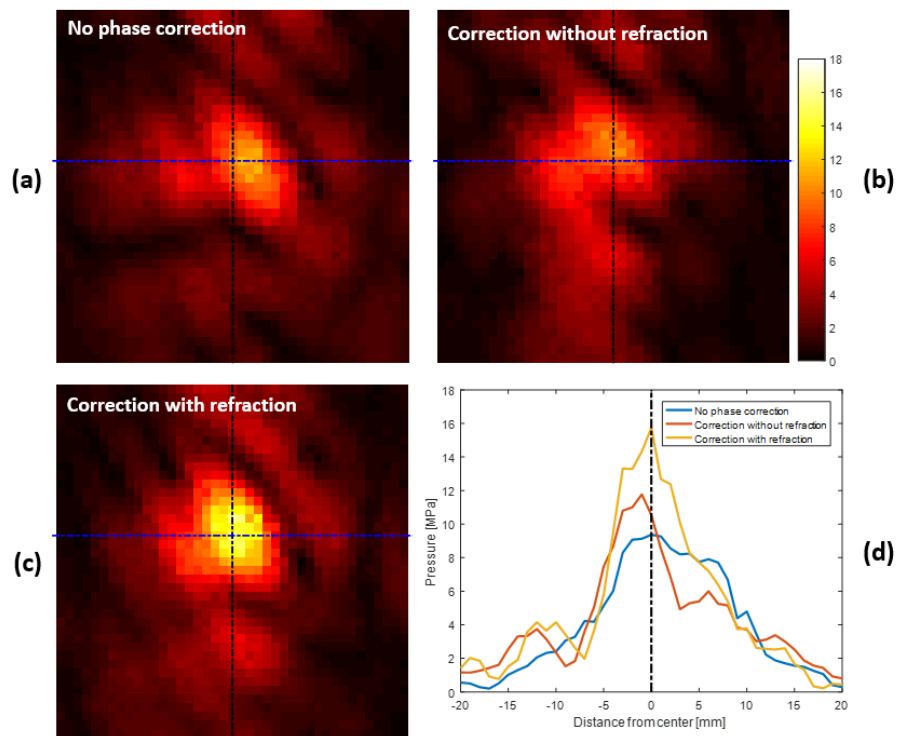 No phase correction
Correction without refraction
(a)
(b)
18
16
14
12
10
8
6
4
2
0
Correction with refraction
(c)
(d)
18
16
14
12
10
8
6
4
2
0
Pressure [MPa]
No phase correction
Correction without refraction
Correction with refraction
-20 -15 -10 -5 0 5 10 15 20
Distance from center [mm]